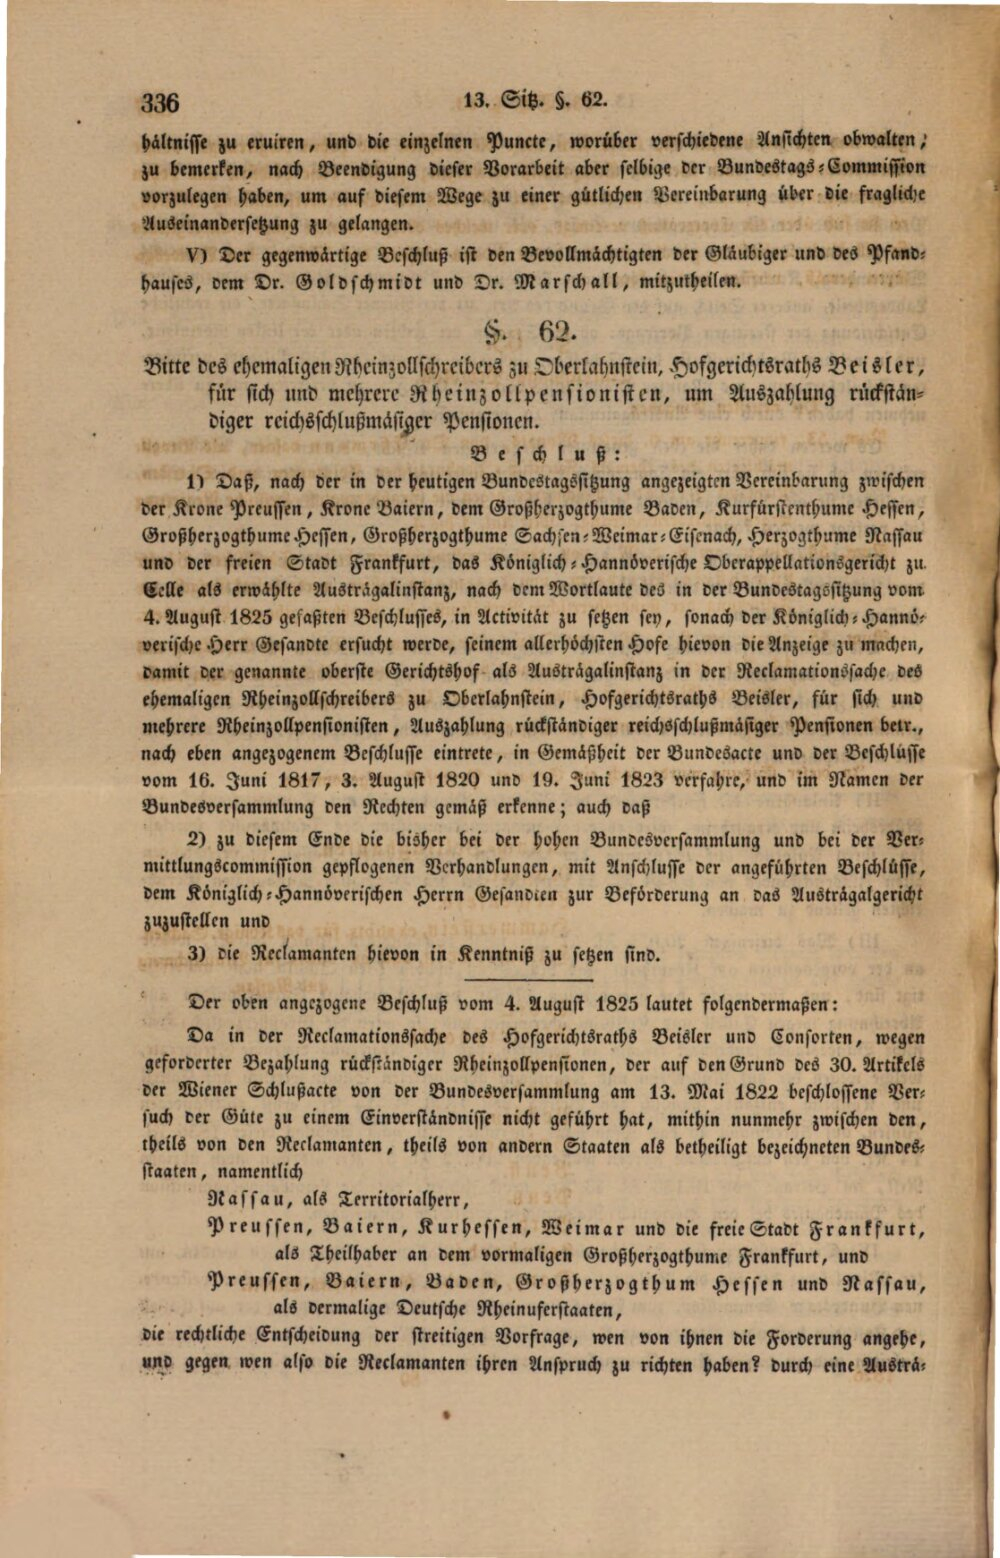 336
13. Sitz. §. 62.
hältnisse zu eruiren, und die einzelnen Puncte, worüber verschiedene Ansichten obwalten,
zu bemerken, nach Beendigung dieser Vorarbeit aber selbige der Bundestags-Commission
vorzulegen haben, um auf diesem Wege zu einer gütlichen Vereinbarung über die fragliche
Auseinandersetzung zu gelangen.
V) Der gegenwärtige Beschluß ist den Bevollmächtigten der Gläubiger und des Pfand-
hauses, dem Dr. Goldschmidt und Dr. Marschall, mitzutheilen.
§. 62.
Bitte des ehemaligen Rheinzollschreibers zu Oberlahnstein, Hofgerichtsraths Beisler,
für sich und mehrere Rheinzollpensionisten, um Auszahlung rückstän-
diger reichsschlußmäsiger Pensionen.
Beschluß:
1) Daß, nach der in der heutigen Bundestagssitzung angezeigten Vereinbarung zwischen
der Krone Preussen, Krone Baiern, dem Großherzogthume Baden, Kurfürstenthume Hessen,
Großherzogthume Hessen, Großherzogthume Sachsen-Weimar-Eisenach, Herzogthume Nassau
und der freien Stadt Frankfurt, das Königlich-Hannöverische Oberappellationsgericht zu
Celle als erwählte Austrägalinstanz, nach dem Wortlaute des in der Bundestagssitzung vom
4. August 1825 gefaßten Beschlusses, in Activität zu setzen sey, sonach der Königlich-Hannö-
verische Herr Gesandte ersucht werde, seinem allerhöchsten Hofe hievon die Anzeige zu machen,
damit der genannte oberste Gerichtshof als Austrägalinstanz in der Reclamationssache des
ehemaligen Rheinzollschreibers zu Oberlahnstein, Hofgerichtsraths Beisler, für sich und
mehrere Rheinzollpensionisten, Auszahlung rückständiger reichsschlußmäsiger Pensionen betr.,
nach eben angezogenem Beschlusse eintrete, in Gemäßheit der Bundesacte und der Beschlüsse
vom 16. Juni 1817, 3. August 1820 und 19. Juni 1823 verfahre, und im Namen der
Bundesversammlung den Rechten gemäß erkenne; auch daß
2) zu diesem Ende die bisher bei der hohen Bundesversammlung und bei der Ver-
mittlungscommission gepflogenen Verhandlungen, mit Anschlusse der angeführten Beschlüsse,
dem Königlich-Hannöverischen Herrn Gesandten zur Beförderung an das Austrägalgericht
zuzustellen und
3) die Reclamanten hievon in Kenntniß zu setzen sind.
Der oben angezogene Beschluß vom 4. August 1825 lautet folgendermaßen:
Da in der Reclamationssache des Hofgerichtsraths Beisler und Consorten, wegen
geforderter Bezahlung rückständiger Rheinzollpensionen, der auf den Grund des 30. Artikels
der Wiener Schlußacte von der Bundesversammlung am 13. Mai 1822 beschlossene Ver-
such der Güte zu einem Einverständnisse nicht geführt hat, mithin nunmehr zwischen den,
theils von den Reclamanten, theils von andern Staaten als betheiligt bezeichneten Bundes-
staaten, namentlich
Nassau, als Territorialherr,
Preussen, Baiern, Kurhessen, Weimar und die freie Stadt Frankfurt,
als Theilhaber an dem vormaligen Großherzogthume Frankfurt, und
Preussen, Baiern, Baden, Großherzogthum Hessen und Nassau,
als dermalige Deutsche Rheinuferstaaten,
die rechtliche Entscheidung der streitigen Vorfrage, wen von ihnen die Forderung angehe,
und gegen wen also die Reclamanten ihren Anspruch zu richten haben? durch eine Austrä-